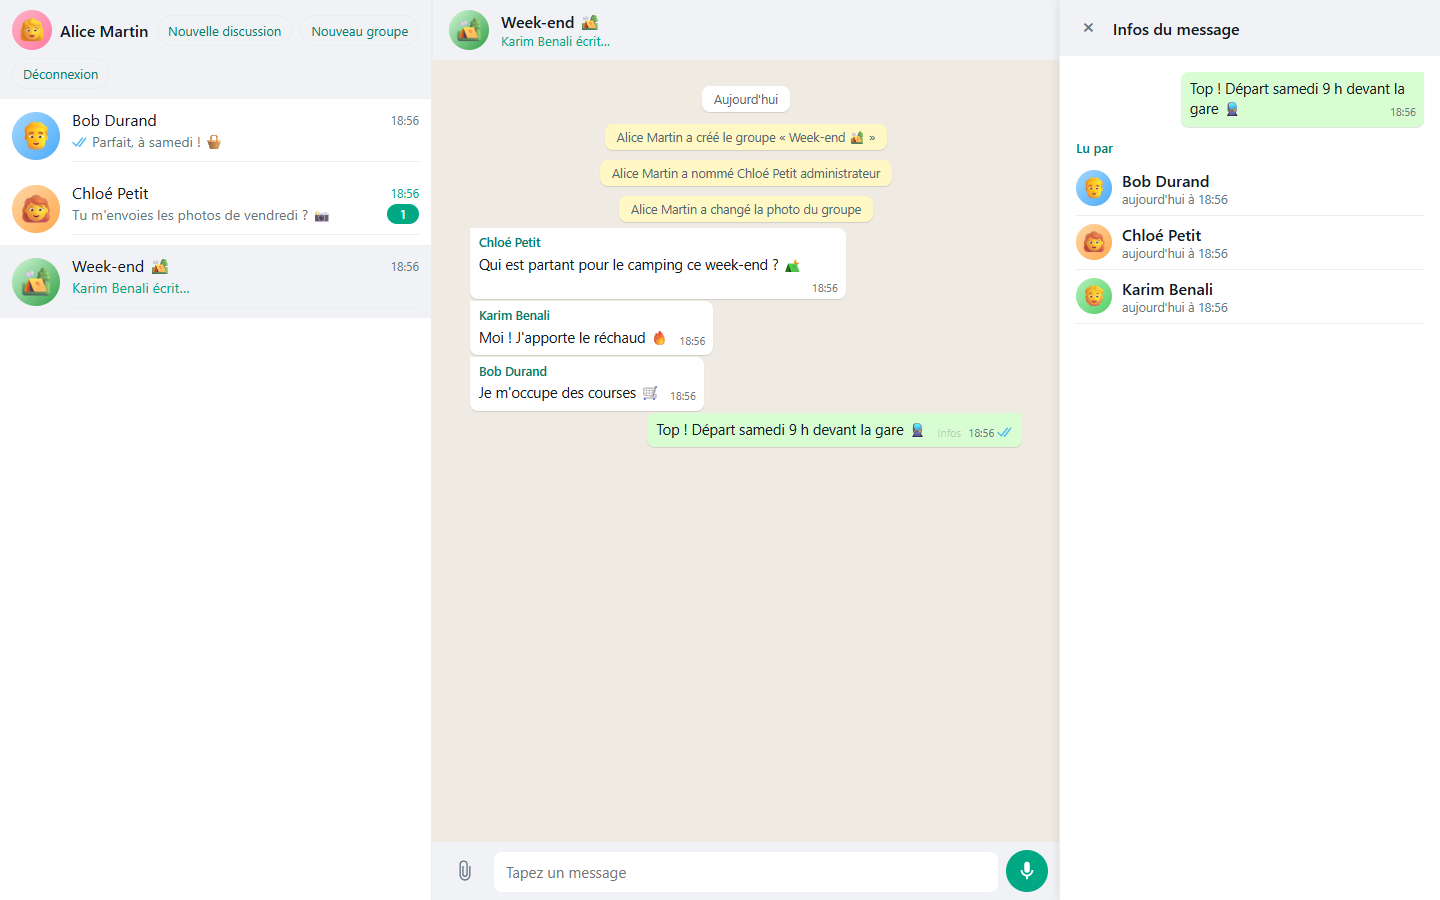 Alice Martin
Nouvelle discussion
Nouveau groupe
Déconnexion
Bob Durand
18:56
Parfait, à samedi ! 🧺
Chloé Petit
18:56
Tu m'envoies les photos de vendredi ? 📸
1
Week-end 🏕️
18:56
Karim Benali écrit...
Week-end 🏕️
Karim Benali écrit...
Aujourd'hui
Alice Martin a créé le groupe « Week-end 🏕️ »
Alice Martin a nommé Chloé Petit administrateur
Alice Martin a changé la photo du groupe
Chloé Petit
Qui est partant pour le camping ce week-end ? ⛺
18:56
Karim Benali
Moi ! J'apporte le réchaud 🔥 18:56
Bob Durand
Je m'occupe des courses 🛒 18:56
Top ! Départ samedi 9 h devant la gare 🚆 Infos 18:56
Tapez un message
Infos du message
Top ! Départ samedi 9 h devant la
gare 🚆 18:56
Lu par
Bob Durand
aujourd'hui à 18:56
Chloé Petit
aujourd'hui à 18:56
Karim Benali
aujourd'hui à 18:56